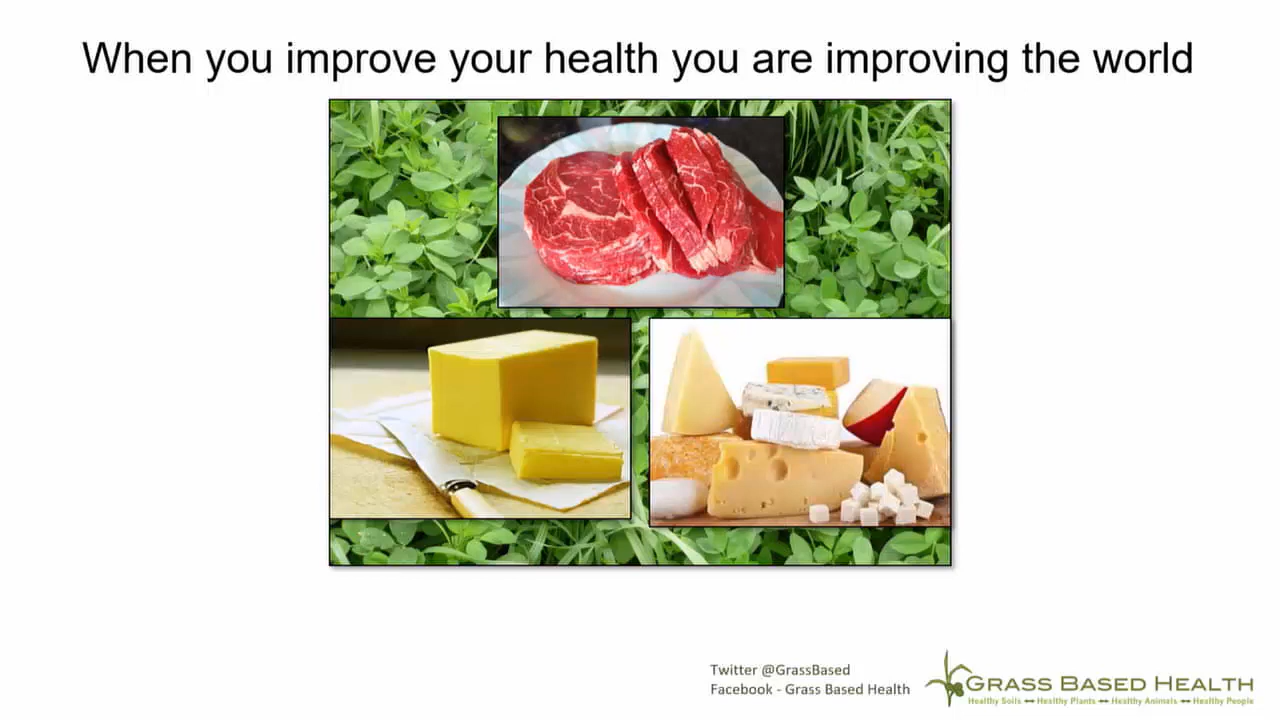 When you improve your health you are improving the world
Twitter @GrassBased
Facebook - Grass Based Health
GRASS BASED HEALTH
Healthy Soils ↔ Healthy Plants ↔ Healthy Animals ↔ Healthy People